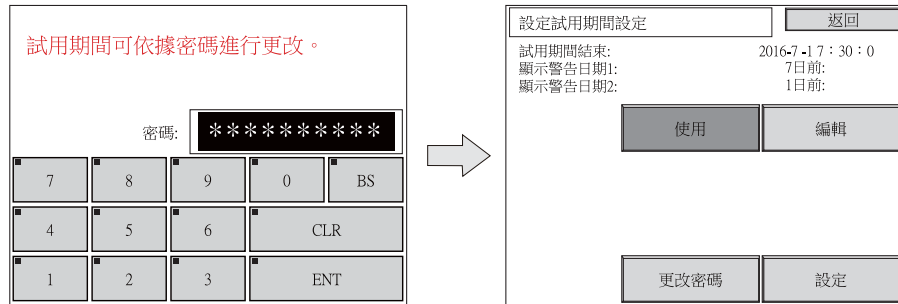 試用期間可依據密碼進行更改。
密碼: **********
7 8 9 0 BS
4 5 6 CLR
1 2 3 ENT
設定試用期間設定 返回
試用期間結束: 2016-7 -1 7：30：0
顯示警告日期1: 7日前:
顯示警告日期2: 1日前:
使用 編輯
更改密碼 設定